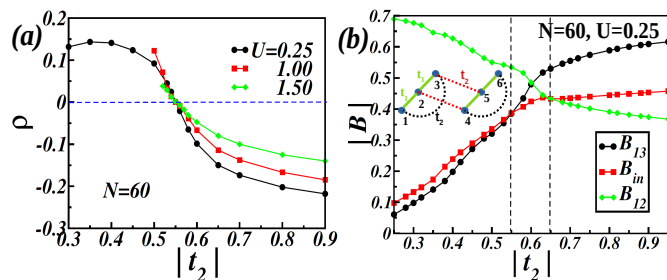 (a)
0.2
0.1
0
-0.1
-0.2
-0.3
ρ
U=0.25
1.00
1.50
N=60
0.3 0.4 0.5 0.6 0.7 0.8 0.9
|t2|
(b)
N=60, U=0.25
0.7
0.6
0.5
0.4
0.3
0.2
0.1
0
|B|
t1
t2
3
6
t
2
5
1
t2
4
B13
Bin
B12
0.3 0.4 0.5 0.6 0.7 0.8 0.9
|t2|